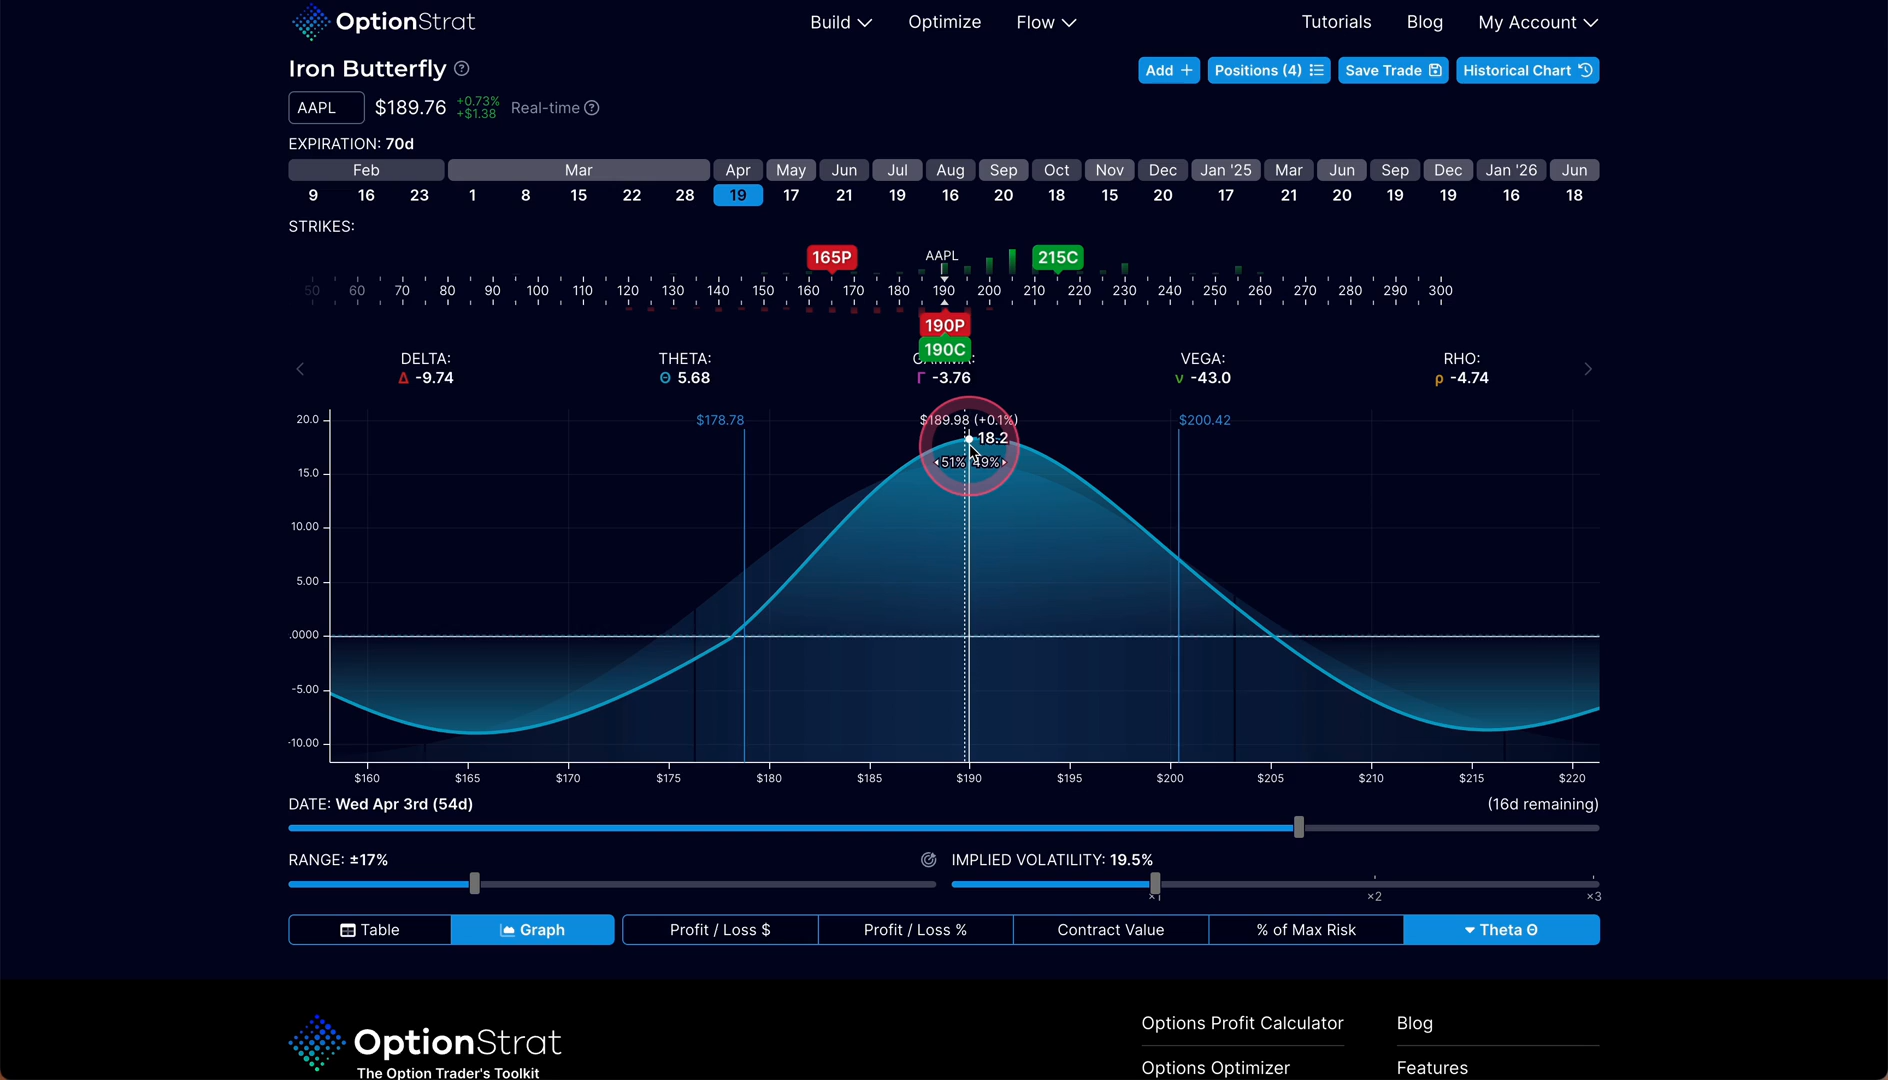 OptionStrat
Build Optimize Flow Tutorials Blog My Account
Iron Butterfly ?
Add + Positions (4) Save Trade Historical Chart
AAPL $189.76 +0.73% +$1.38 Real-time ?
EXPIRATION: 70d
Feb Mar Apr May Jun Jul Aug Sep Oct Nov Dec Jan '25 Mar Jun Sep Dec Jan '26 Jun
9 16 23 1 8 15 22 28 19 17 21 19 16 20 18 15 20 17 21 20 19 19 16 18
STRIKES:
165P AAPL 215C
50 60 70 80 90 100 110 120 130 140 150 160 170 180 190 200 210 220 230 240 250 260 270 280 290 300
190P
190C
DELTA: THETA: VEGA: RHO:
Δ -9.74 Θ 5.68 Γ -3.76 ν -43.0 ρ -4.74
20.0 $178.78 $189.98 (+0.1%) $200.42
18.2
51% 49%
15.0
10.00
5.00
.0000
-5.00
-10.00
$160 $165 $170 $175 $180 $185 $190 $195 $200 $205 $210 $215 $220
DATE: Wed Apr 3rd (54d) (16d remaining)
RANGE: ±17% IMPLIED VOLATILITY: 19.5%
×1 ×2 ×3
Table Graph Profit / Loss $ Profit / Loss % Contract Value % of Max Risk Theta Θ
OptionStrat
The Option Trader's Toolkit
Options Profit Calculator Blog
Options Optimizer Features